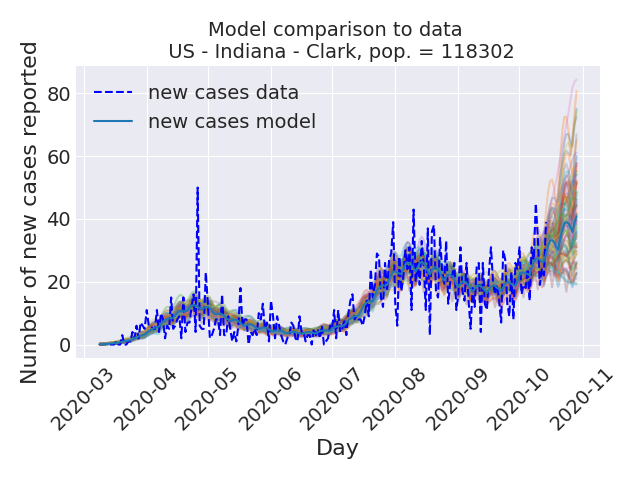 Model comparison to data
US - Indiana - Clark, pop. = 118302
Number of new cases reported
new cases data
new cases model
80
60
40
20
0
2020-03
2020-04
2020-05
2020-06
2020-07
2020-08
2020-09
2020-10
2020-11
Day